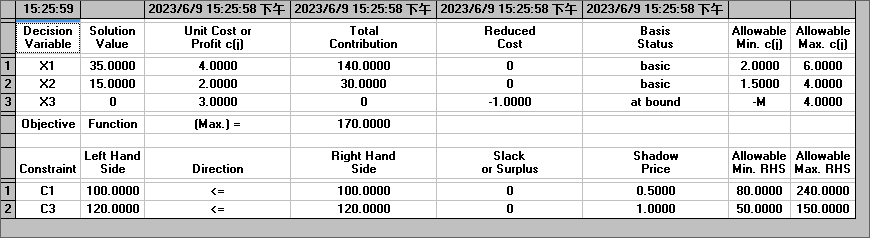 15:25:59 2023/6/9 15:25:58 下午 2023/6/9 15:25:58 下午 2023/6/9 15:25:58 下午 2023/6/9 15:25:58 下午
Decision Variable Solution Value Unit Cost or Profit c(j) Total Contribution Reduced Cost Basis Status Allowable Min. c(j) Allowable Max. c(j)
1 X1 35.0000 4.0000 140.0000 0 basic 2.0000 6.0000
2 X2 15.0000 2.0000 30.0000 0 basic 1.5000 4.0000
3 X3 0 3.0000 0 -1.0000 at bound -M 4.0000
Objective Function (Max.) = 170.0000
Constraint Left Hand Side Direction Right Hand Side Slack or Surplus Shadow Price Allowable Min. RHS Allowable Max. RHS
1 C1 100.0000 <= 100.0000 0 0.5000 80.0000 240.0000
2 C3 120.0000 <= 120.0000 0 1.0000 50.0000 150.0000